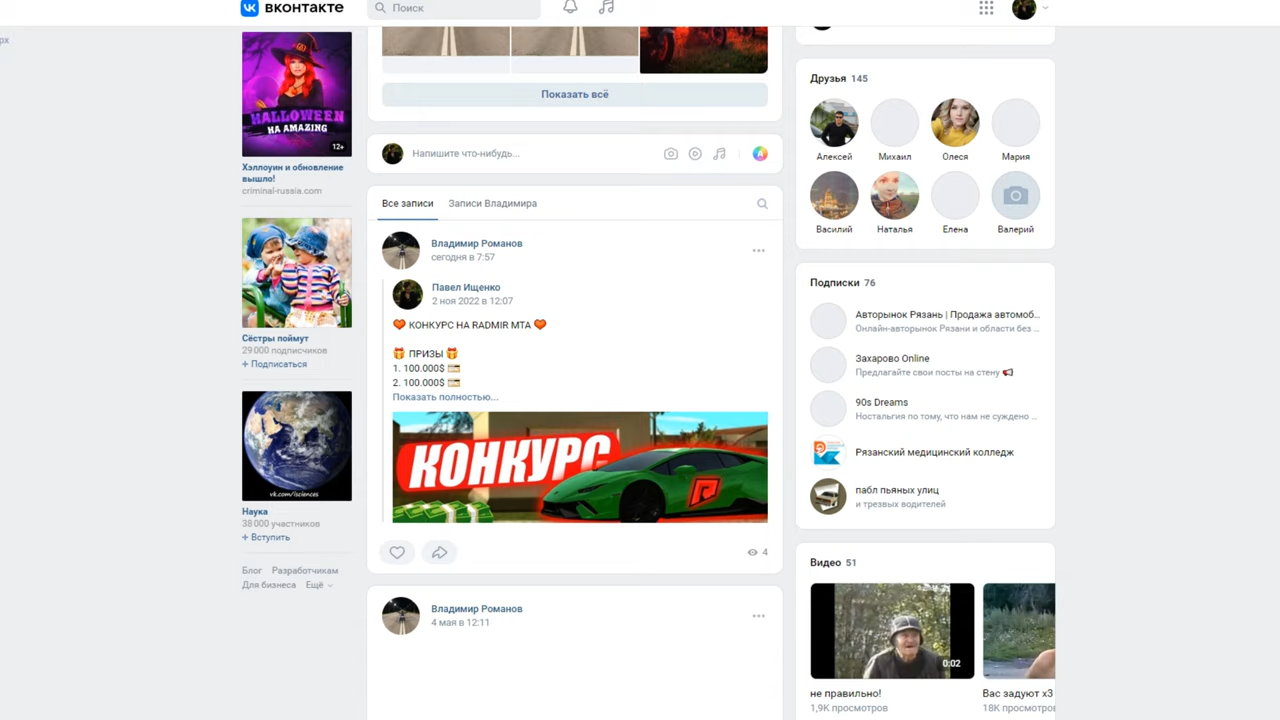 вконтакте
Поиск
рх
HALLOWEEN
НА AMAZING
12+
Хэллоуин и обновление
вышло!
criminal-russia.com
Сёстры поймут
29 000 подписчиков
+ Подписаться
vk.com/isciences
Наука
38 000 участников
+ Вступить
Блог Разработчикам
Для бизнеса Ещё
Показать всё
Напишите что-нибудь...
Все записи Записи Владимира
Владимир Романов
сегодня в 7:57
Павел Ищенко
2 ноя 2022 в 12:07
КОНКУРС НА RADMIR MTA
ПРИЗЫ
1. 100.000$
2. 100.000$
Показать полностью...
КОНКУРС
4
Владимир Романов
4 мая в 12:11
Друзья 145
Алексей Михаил Олеся Мария
Василий Наталья Елена Валерий
Подписки 76
Авторынок Рязань | Продажа автомоб...
Онлайн-авторынок Рязани и области без ...
Захарово Online
Предлагайте свои посты на стену
90s Dreams
Ностальгия по тому, что нам не суждено ...
Рязанский медицинский колледж
пабл пьяных улиц
и трезвых водителей
Видео 51
0:02
не правильно! Вас задуют x3
1,9K просмотров 18K просмотров